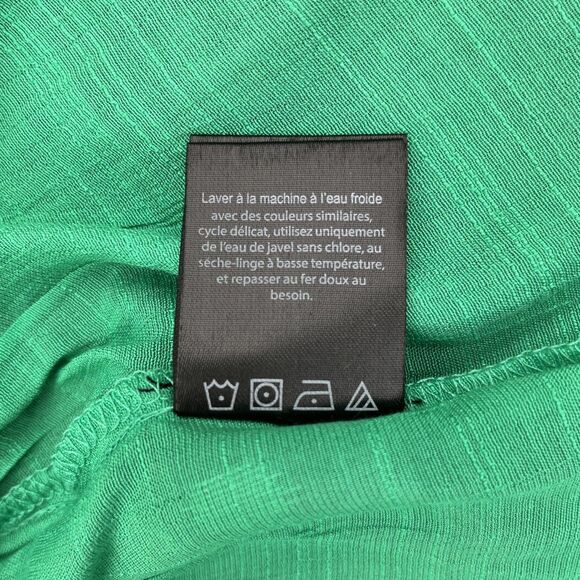 Laver à la machine à l'eau froide
avec des couleurs similaires,
cycle délicat, utilisez uniquement
de l'eau de javel sans chlore, au
sèche-linge à basse température,
et repasser au fer doux au
besoin.